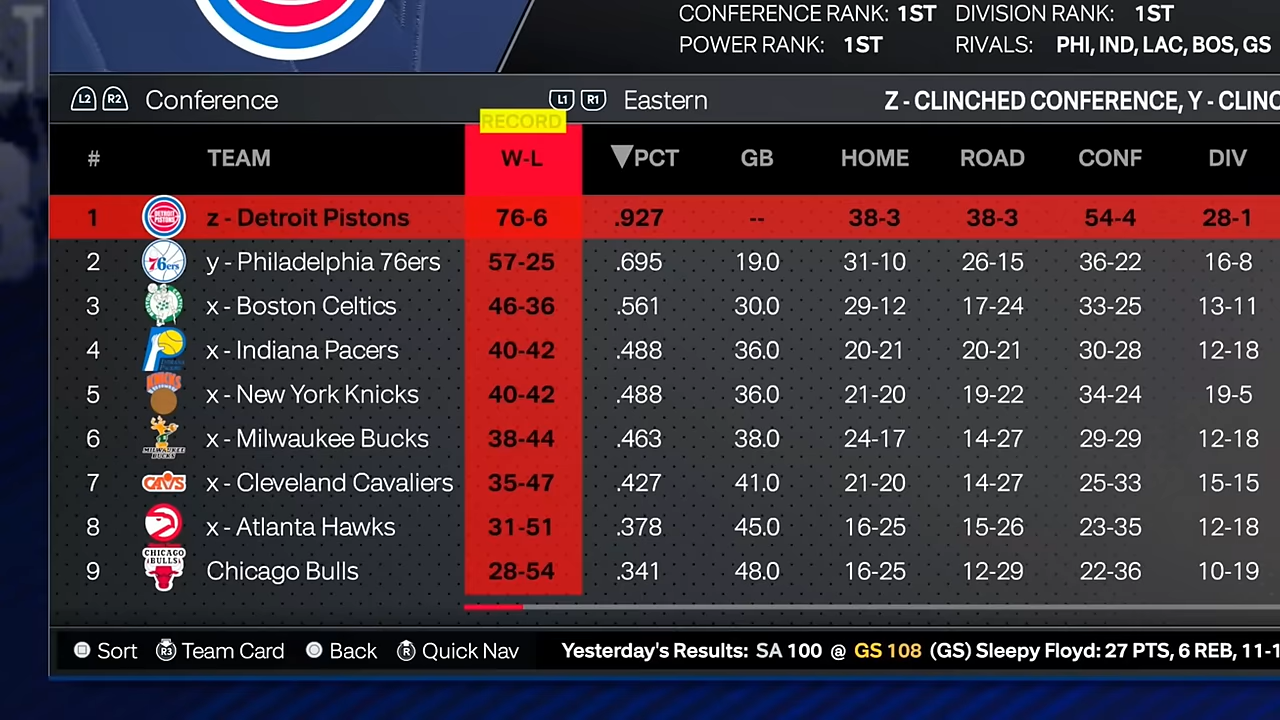 CONFERENCE RANK: 1ST DIVISION RANK: 1ST
POWER RANK: 1ST RIVALS: PHI, IND, LAC, BOS, GS
L2 R2 Conference L1 R1 Eastern Z - CLINCHED CONFERENCE, Y - CLINC
RECORD
# TEAM W-L PCT GB HOME ROAD CONF DIV
1 z - Detroit Pistons 76-6 .927 -- 38-3 38-3 54-4 28-1
2 y - Philadelphia 76ers 57-25 .695 19.0 31-10 26-15 36-22 16-8
3 x - Boston Celtics 46-36 .561 30.0 29-12 17-24 33-25 13-11
4 x - Indiana Pacers 40-42 .488 36.0 20-21 20-21 30-28 12-18
5 x - New York Knicks 40-42 .488 36.0 21-20 19-22 34-24 19-5
6 x - Milwaukee Bucks 38-44 .463 38.0 24-17 14-27 29-29 12-18
7 x - Cleveland Cavaliers 35-47 .427 41.0 21-20 14-27 25-33 15-15
8 x - Atlanta Hawks 31-51 .378 45.0 16-25 15-26 23-35 12-18
9 Chicago Bulls 28-54 .341 48.0 16-25 12-29 22-36 10-19
Sort R3 Team Card Back R Quick Nav Yesterday's Results: SA 100 @ GS 108 (GS) Sleepy Floyd: 27 PTS, 6 REB, 11-1